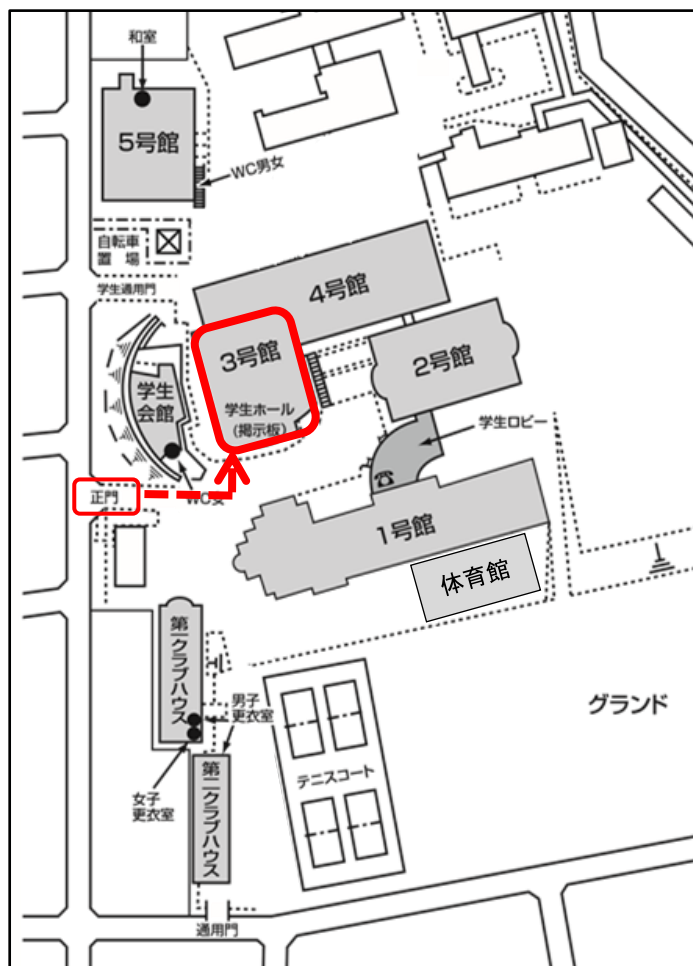 和室
5号館
WC男女
自転車
置場
学生通用門
4号館
3号館
2号館
学生
会館
学生ホール
(掲示板)
学生ロビー
正門
WC女
1号館
体育館
第一クラブハウス
男子
更衣室
グランド
テニスコート
女子
更衣室
第二クラブハウス
通用門